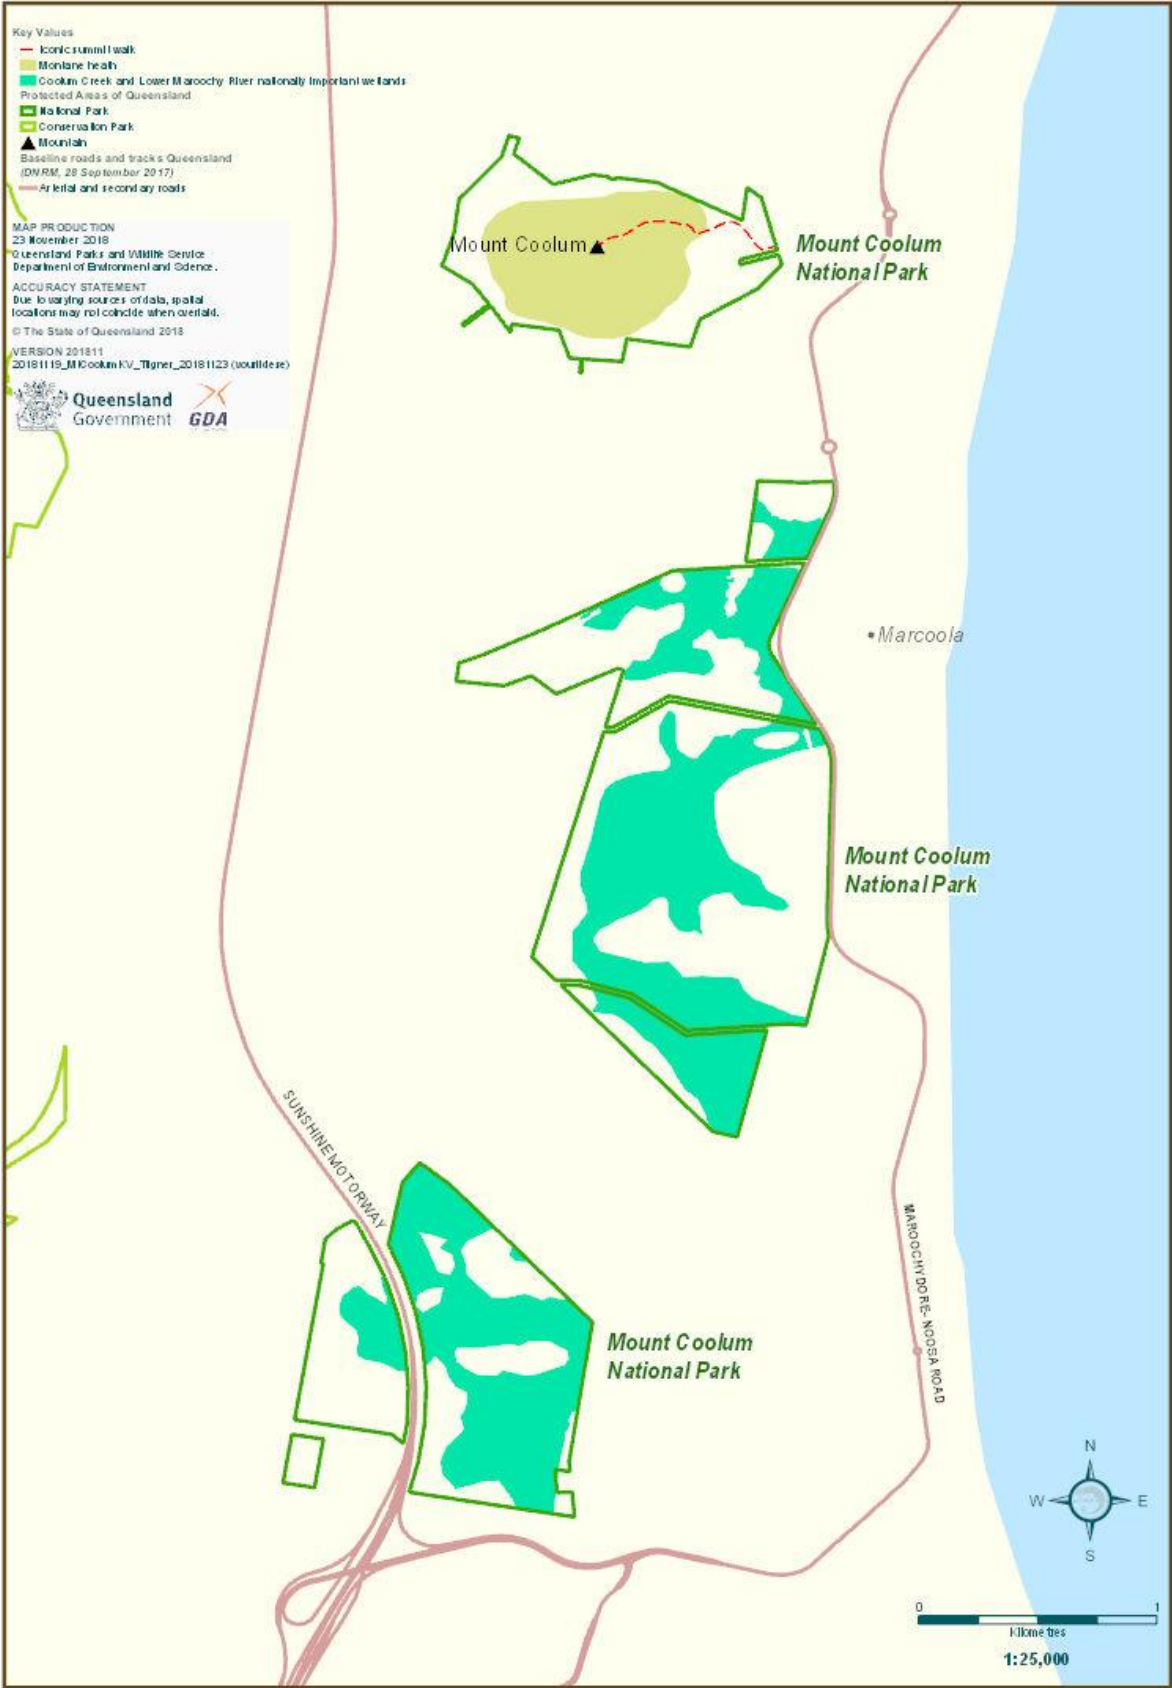 Key Values
Iconic summit walk
Montane heath
Coolum Creek and Lower Maroochy River nationally important wetlands
Protected Areas of Queensland
National Park
Conservation Park
Mountain
Baseline roads and tracks Queensland
(DNRM, 28 September 2017)
Arterial and secondary roads
MAP PRODUCTION
23 November 2018
Queensland Parks and Wildlife Service
Department of Environment and Science.
ACCURACY STATEMENT
Due to varying sources of data, spatial
locations may not coincide when overlaid.
© The State of Queensland 2018
VERSION 201811
Queensland
Government
GDA
Mount Coolum
Mount Coolum
National Park
Marcoola
Mount Coolum
National Park
SUNSHINE MOTORWAY
MAROOCHYDORE-NOOSA ROAD
Mount Coolum
National Park
N
W E
S
0 1
Kilometres
1:25,000